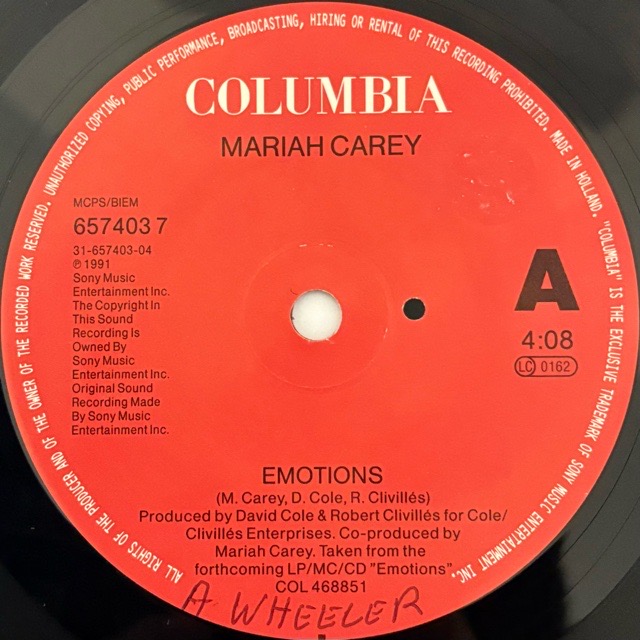 ALL RIGHTS OF THE PRODUCER AND OF THE OWNER OF THE RECORDED WORK RESERVED. UNAUTHORIZED COPYING, PUBLIC PERFORMANCE, BROADCASTING, HIRING OR RENTAL OF THIS RECORDING PROHIBITED. MADE IN HOLLAND. "COLUMBIA" IS THE EXCLUSIVE TRADEMARK OF SONY MUSIC ENTERTAINMENT INC.
COLUMBIA
MARIAH CAREY
MCPS/BIEM
657403 7
31-657403-04
℗ 1991
Sony Music
Entertainment Inc.
The Copyright In
This Sound
Recording Is
Owned By
Sony Music
Entertainment Inc.
Original Sound
Recording Made
By Sony Music
Entertainment Inc.
A
4:08
LC 0162
EMOTIONS
(M. Carey, D. Cole, R. Clivillés)
Produced by David Cole & Robert Clivillés for Cole/
Clivillés Enterprises. Co-produced by
Mariah Carey. Taken from the
forthcoming LP/MC/CD "Emotions"
COL 468851
A WHEELER